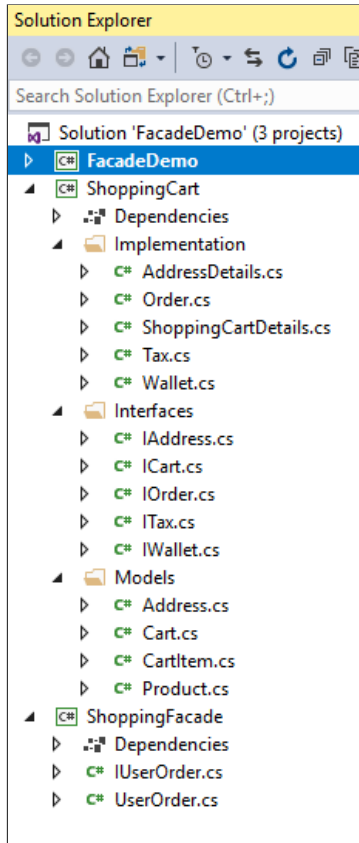 Solution Explorer
Search Solution Explorer (Ctrl+;)
Solution 'FacadeDemo' (3 projects)
C# FacadeDemo
C# ShoppingCart
Dependencies
Implementation
C# AddressDetails.cs
C# Order.cs
C# ShoppingCartDetails.cs
C# Tax.cs
C# Wallet.cs
Interfaces
C# IAddress.cs
C# ICart.cs
C# IOrder.cs
C# ITax.cs
C# IWallet.cs
Models
C# Address.cs
C# Cart.cs
C# CartItem.cs
C# Product.cs
C# ShoppingFacade
Dependencies
C# IUserOrder.cs
C# UserOrder.cs